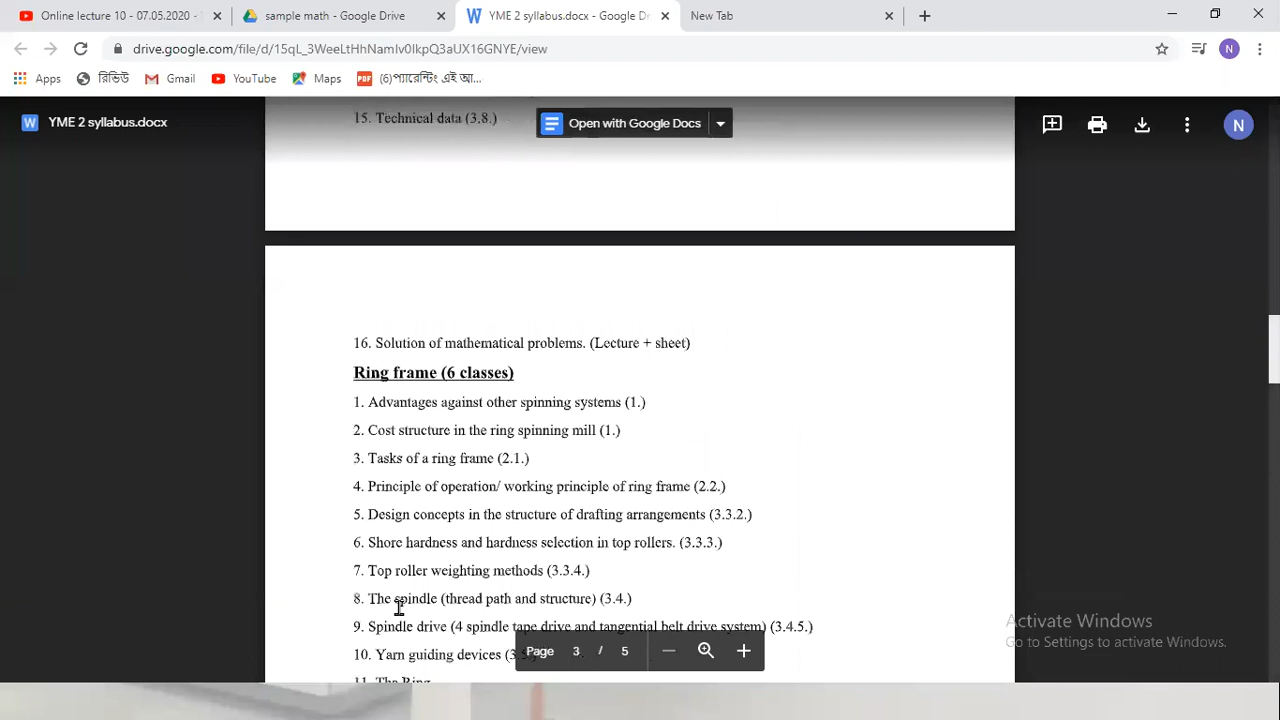 Online lecture 10 - 07.05.2020 -
sample math - Google Drive
YME 2 syllabus.docx - Google Dr
New Tab
drive.google.com/file/d/15qL_3WeeLtHhNamIv0IkpQ3aUX16GNYE/view
N
Apps
রিভিউ
Gmail
YouTube
Maps
PDF
(6)প্যারেন্টিং এই আ...
W
YME 2 syllabus.docx
15. Technical data (3.8.)
Open with Google Docs
N
16. Solution of mathematical problems. (Lecture + sheet)
Ring frame (6 classes)
1. Advantages against other spinning systems (1.)
2. Cost structure in the ring spinning mill (1.)
3. Tasks of a ring frame (2.1.)
4. Principle of operation/ working principle of ring frame (2.2.)
5. Design concepts in the structure of drafting arrangements (3.3.2.)
6. Shore hardness and hardness selection in top rollers. (3.3.3.)
7. Top roller weighting methods (3.3.4.)
8. The spindle (thread path and structure) (3.4.)
9. Spindle drive (4 spindle tape drive and tangential belt drive system) (3.4.5.)
10. Yarn guiding devices
11. The Ring
Page 3 / 5
Activate Windows
Go to Settings to activate Windows.